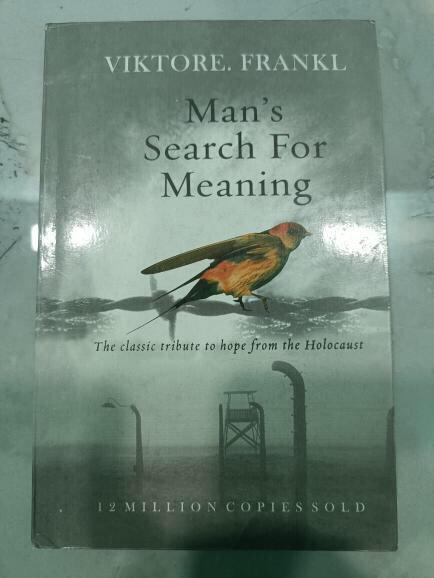 VIKTORE. FRANKL
Man's
Search For
Meaning
The classic tribute to hope from the Holocaust
12 MILLION COPIES SOLD